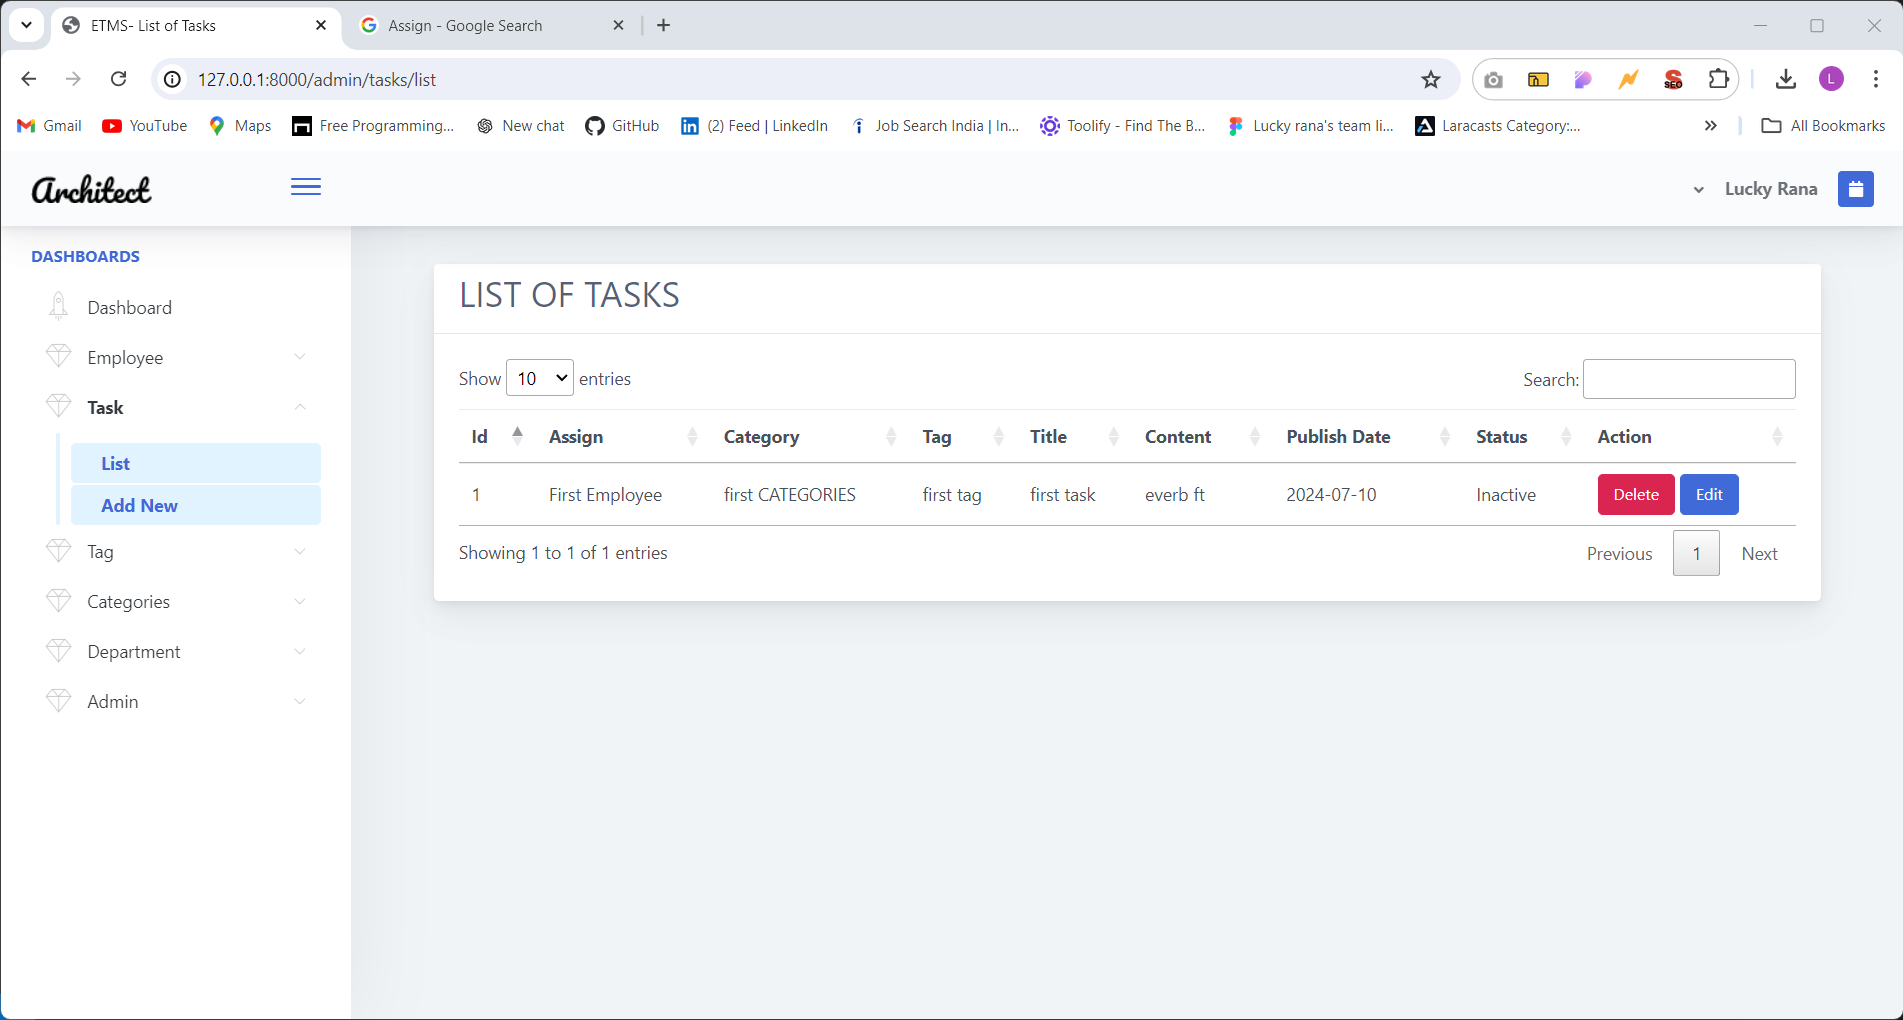 ETMS- List of Tasks
Assign - Google Search
127.0.0.1:8000/admin/tasks/list
SEO
L
Gmail
YouTube
Maps
Free Programming...
New chat
GitHub
(2) Feed | LinkedIn
Job Search India | In...
Toolify - Find The B...
Lucky rana's team li...
Laracasts Category:...
All Bookmarks
Architect
Lucky Rana
DASHBOARDS
Dashboard
Employee
Task
List
Add New
Tag
Categories
Department
Admin
LIST OF TASKS
Show 10 entries
Search:
Id Assign Category Tag Title Content Publish Date Status Action
1 First Employee first CATEGORIES first tag first task everb ft 2024-07-10 Inactive Delete Edit
Showing 1 to 1 of 1 entries
Previous 1 Next